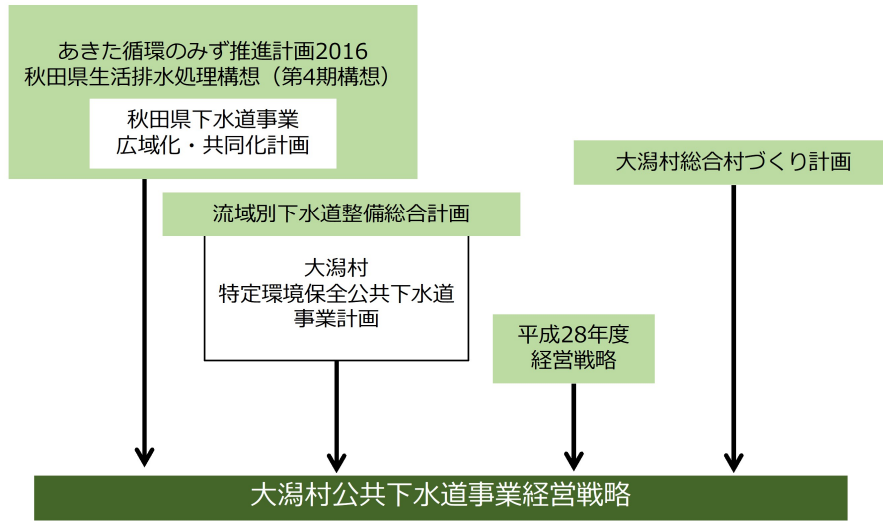 あきた循環のみず推進計画2016
秋田県生活排水処理構想（第4期構想）
秋田県下水道事業
広域化・共同化計画
大潟村総合村づくり計画
流域別下水道整備総合計画
大潟村
特定環境保全公共下水道
事業計画
平成28年度
経営戦略
大潟村公共下水道事業経営戦略